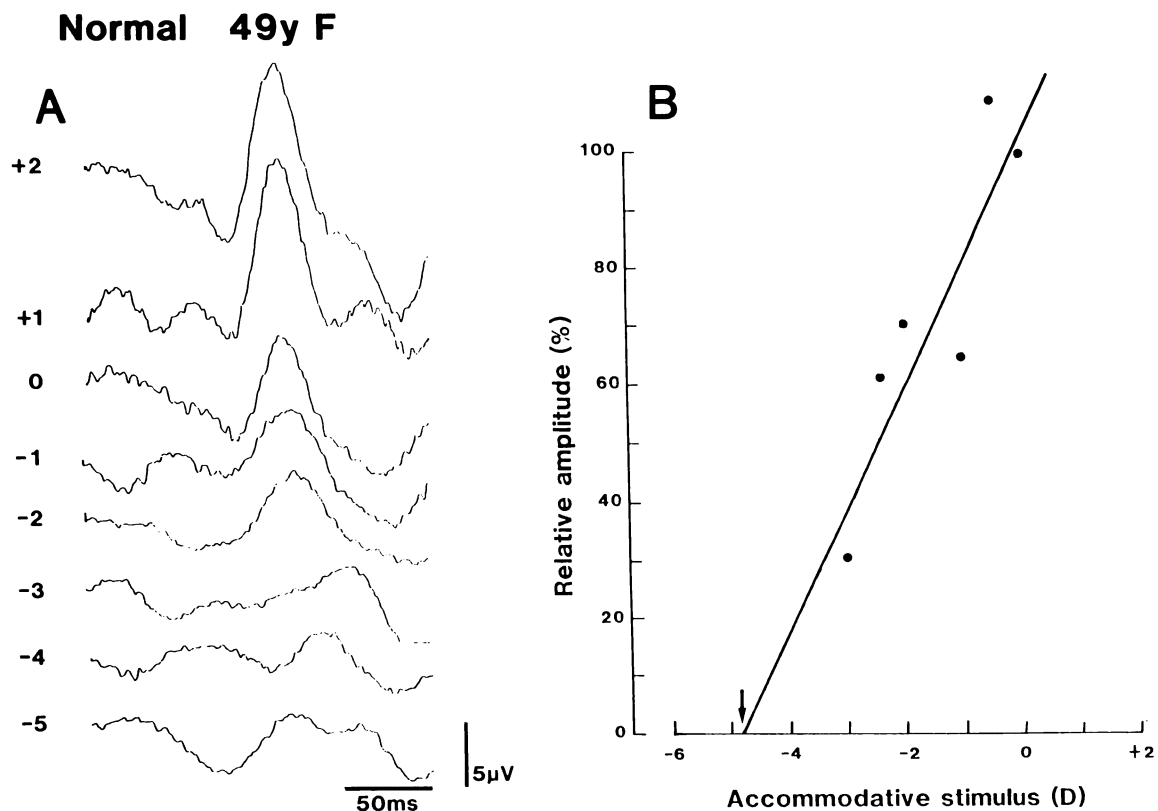 Normal 49y F
A
+2
+1
0
-1
-2
-3
-4
-5
5μV
50ms
B
Relative amplitude (%)
100
80
60
40
20
0
-6 -4 -2 0 +2
Accommodative stimulus (D)